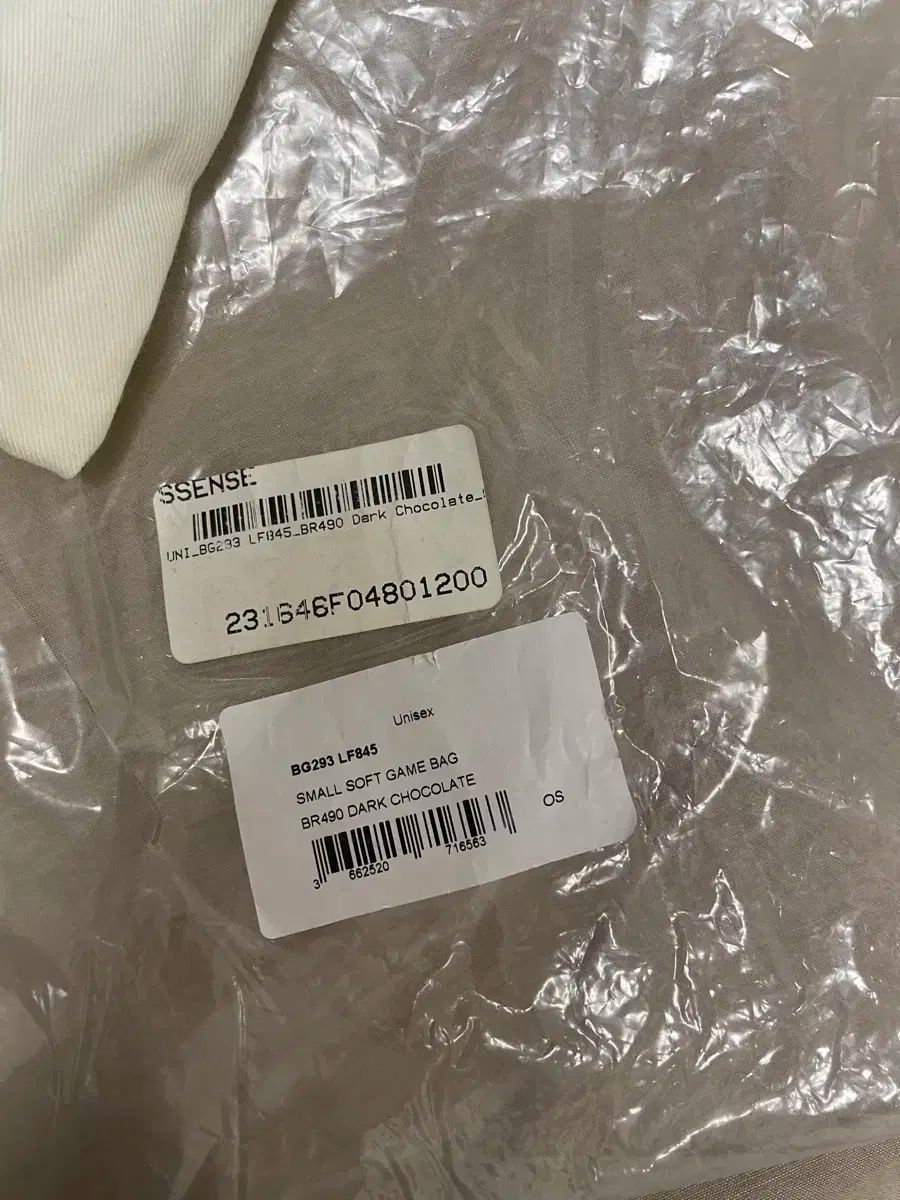 SSENSE
UNI_BG293 LF845_BR490 Dark Chocolate_
231646F04801200
Unisex
BG293 LF845
SMALL SOFT GAME BAG
BR490 DARK CHOCOLATE
OS
3 662520 716563